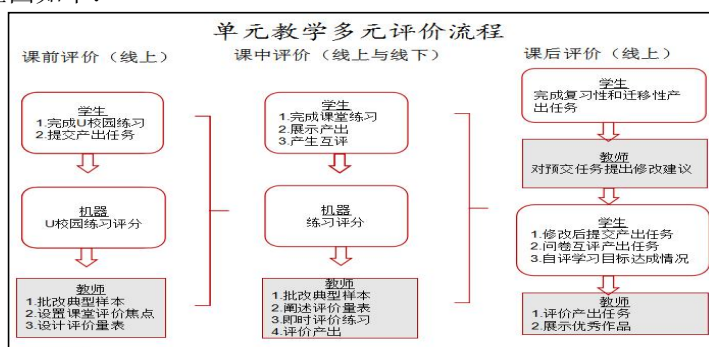 单元教学多元评价流程
课前评价（线上）
学生
1.完成U校园练习
2.提交产出任务
机器
U校园练习评分
教师
1.批改典型样本
2.设置课堂评价焦点
3.设计评价量表
课中评价（线上与线下）
学生
1.完成课堂练习
2.展示产出
3.产生互评
机器
练习评分
教师
1.批改典型样本
2.阐述评价量表
3.即时评价练习
4.评价产出
课后评价（线上）
学生
完成复习性和迁移性产
出任务
教师
对预交任务提出修改建议
学生
1.修改后提交产出任务
2.问卷互评产出任务
3.自评学习目标达成情况
教师
1.评价产出任务
2.展示优秀作品